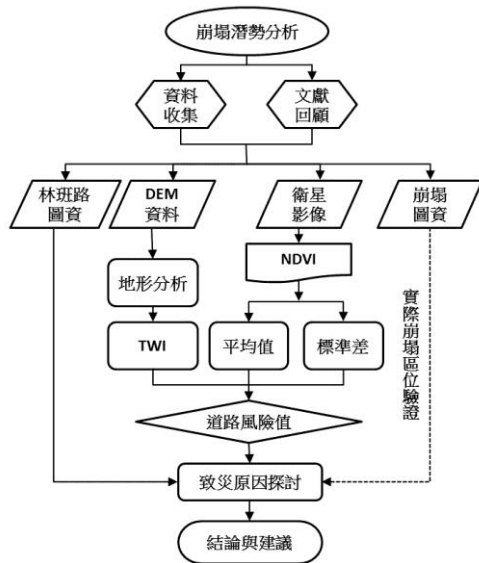 崩塌潛勢分析
資料
收集
文獻
回顧
林班路
圖資
DEM
資料
衛星
影像
崩塌
圖資
NDVI
地形分析
TWI
平均值
標準差
實際崩塌區位驗證
道路風險值
致災原因探討
結論與建議